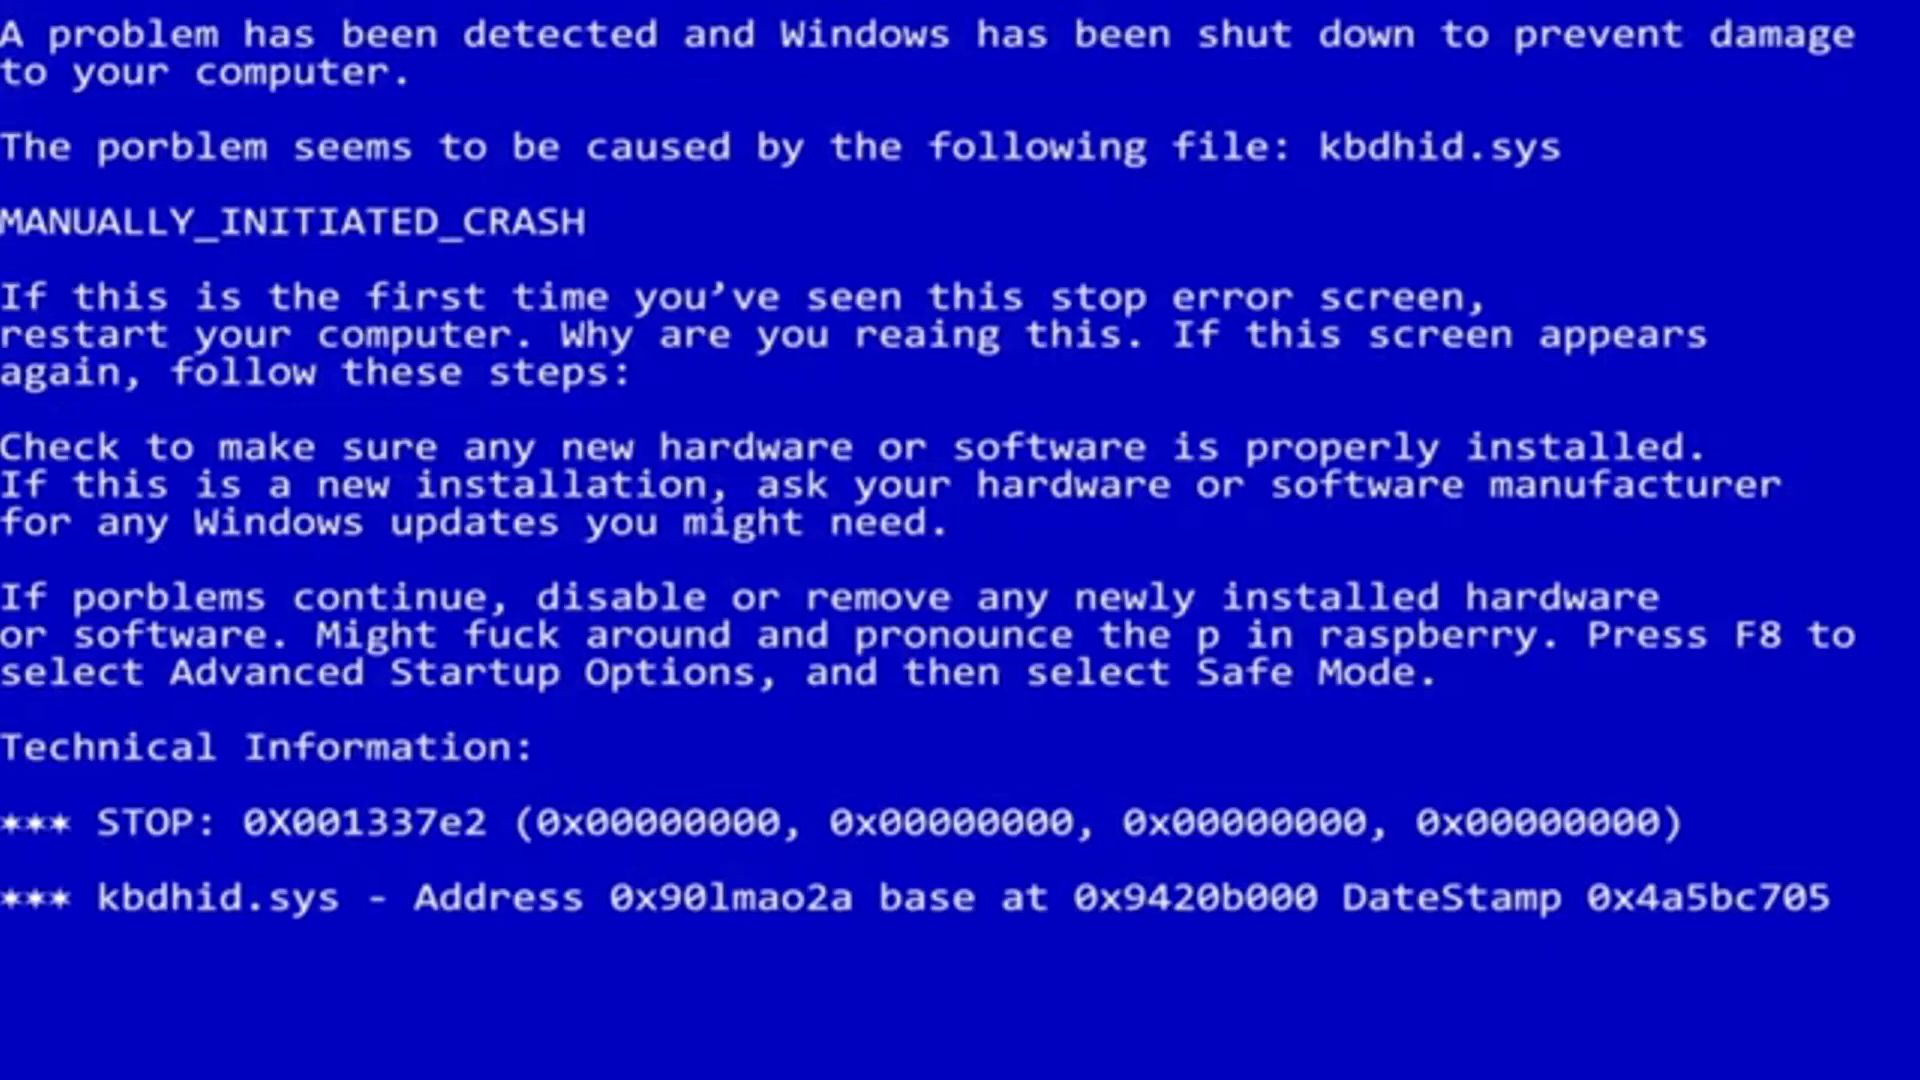 A problem has been detected and Windows has been shut down to prevent damage
to your computer.
The porblem seems to be caused by the following file: kbdhid.sys
MANUALLY_INITIATED_CRASH
If this is the first time you’ve seen this stop error screen,
restart your computer. Why are you reaing this. If this screen appears
again, follow these steps:
Check to make sure any new hardware or software is properly installed.
If this is a new installation, ask your hardware or software manufacturer
for any Windows updates you might need.
If porblems continue, disable or remove any newly installed hardware
or software. Might fuck around and pronounce the p in raspberry. Press F8 to
select Advanced Startup Options, and then select Safe Mode.
Technical Information:
*** STOP: 0X001337e2 (0x00000000, 0x00000000, 0x00000000, 0x00000000)
*** kbdhid.sys - Address 0x90lmao2a base at 0x9420b000 DateStamp 0x4a5bc705